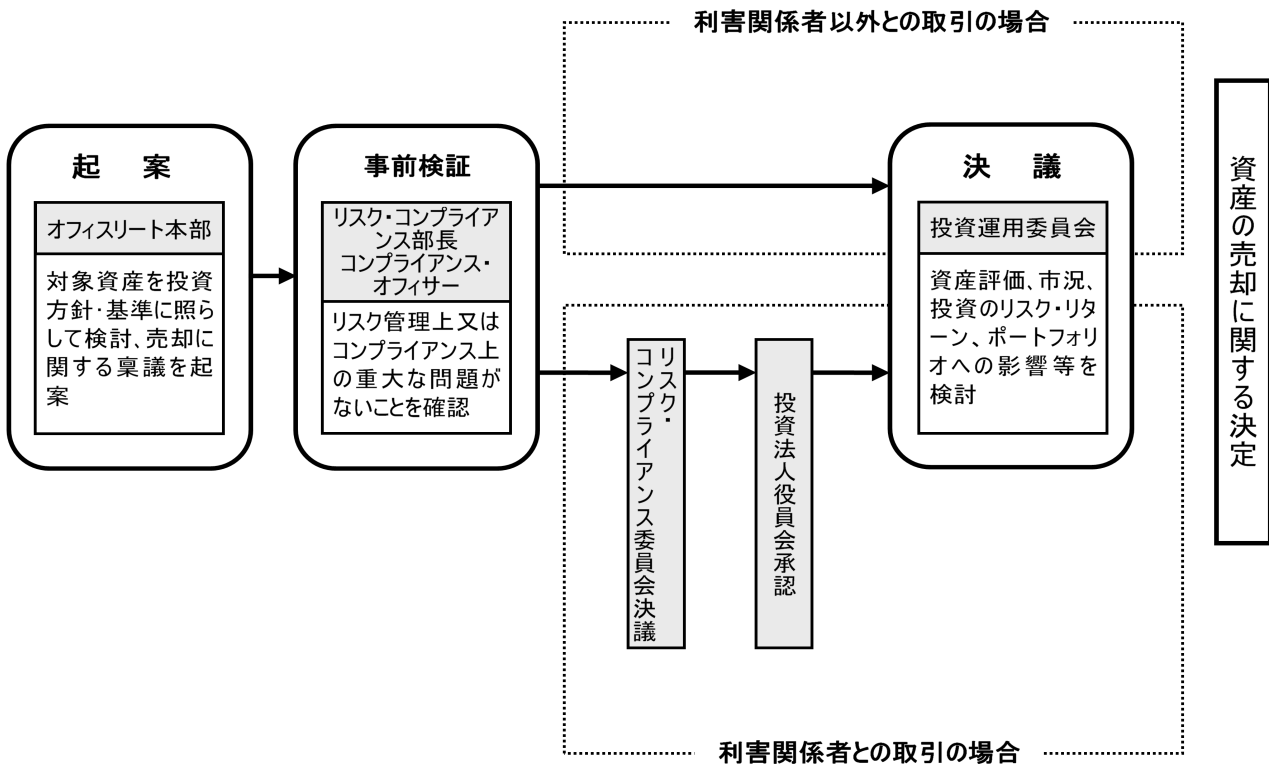 利害関係者以外との取引の場合
起　案
オフィスリート本部
対象資産を投資
方針・基準に照ら
して検討、売却に
関する稟議を起
案
事前検証
リスク・コンプライア
ンス部長
コンプライアンス・
オフィサー
リスク管理上又は
コンプライアンス上
の重大な問題が
ないことを確認
リスク・
コンプライアンス委員会決議
投資法人役員会承認
決　議
投資運用委員会
資産評価、市況、
投資のリスク・リタ
ーン、ポートフォリ
オへの影響等を
検討
資産の売却に関する決定
利害関係者との取引の場合